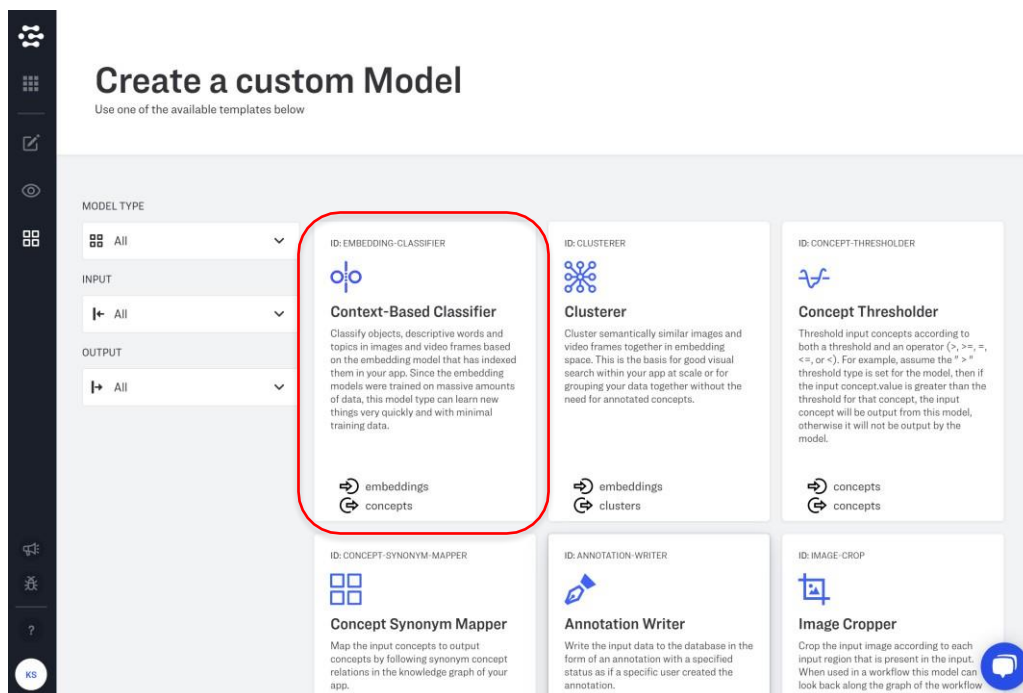 Create a custom Model
Use one of the available templates below
MODEL TYPE
All
INPUT
All
OUTPUT
All
ID: EMBEDDING-CLASSIFIER
Context-Based Classifier
Classify objects, descriptive words and
topics in images and video frames based
on the embedding model that has indexed
them in your app. Since the embedding
models were trained on massive amounts
of data, this model type can learn new
things very quickly and with minimal
training data.
embeddings
concepts
ID: CLUSTERER
Clusterer
Cluster semantically similar images and
video frames together in embedding
space. This is the basis for good visual
search within your app at scale or for
grouping your data together without the
need for annotated concepts.
embeddings
clusters
ID: CONCEPT-THRESHOLDER
Concept Thresholder
Threshold input concepts according to
both a threshold and an operator (>, >=, =,
<=, or <). For example, assume the " > "
threshold type is set for the model, then if
the input concept.value is greater than the
threshold for that concept, the input
concept will be output from this model,
otherwise it will not be output by the
model.
concepts
concepts
ID: CONCEPT-SYNONYM-MAPPER
Concept Synonym Mapper
Map the input concepts to output
concepts by following synonym concept
relations in the knowledge graph of your
app.
ID: ANNOTATION-WRITER
Annotation Writer
Write the input data to the database in the
form of an annotation with a specified
status as if a specific user created the
annotation.
ID: IMAGE-CROP
Image Cropper
Crop the input image according to each
input region that is present in the input.
When used in a workflow this model can
look back along the graph of the workflow
?
KS